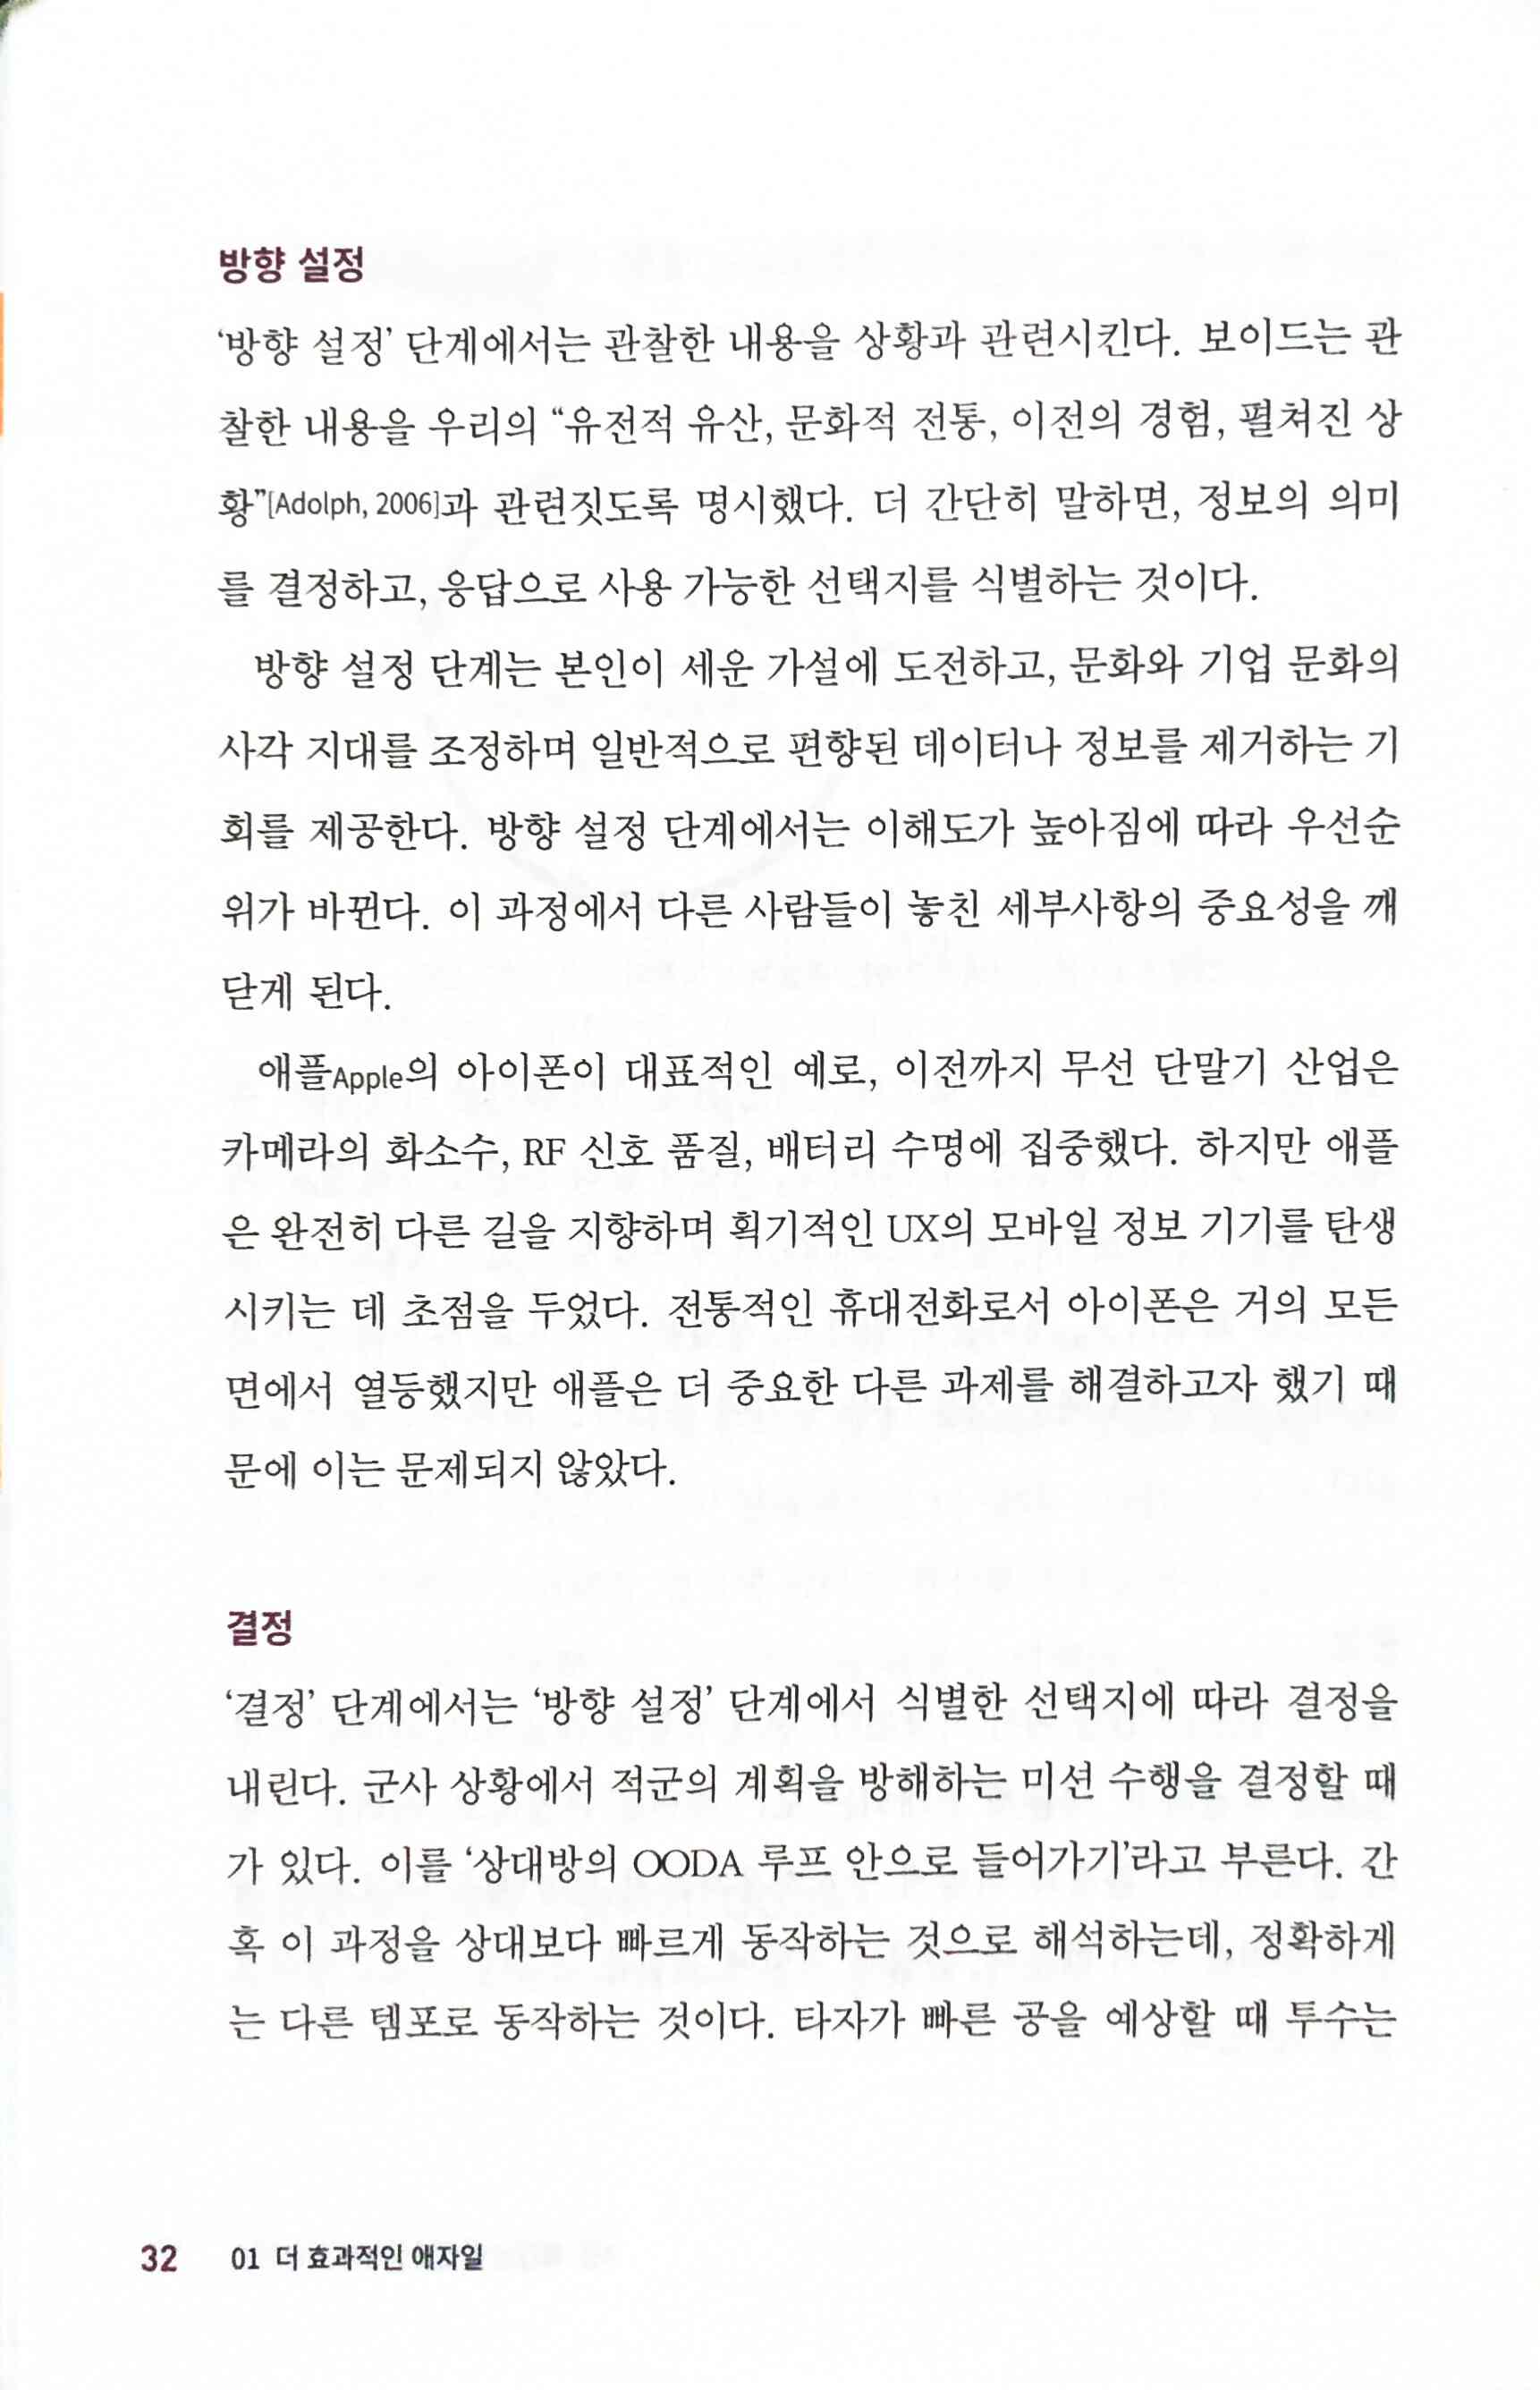 방향 설정
‘방향 설정’ 단계에서는 관찰한 내용을 상황과 관련시킨다. 보이드는 관
찰한 내용을 우리의 “유전적 유산, 문화적 전통, 이전의 경험, 펼쳐진 상
황”[Adolph, 2006]과 관련짓도록 명시했다. 더 간단히 말하면, 정보의 의미
를 결정하고, 응답으로 사용 가능한 선택지를 식별하는 것이다.
방향 설정 단계는 본인이 세운 가설에 도전하고, 문화와 기업 문화의
사각 지대를 조정하며 일반적으로 편향된 데이터나 정보를 제거하는 기
회를 제공한다. 방향 설정 단계에서는 이해도가 높아짐에 따라 우선순
위가 바뀐다. 이 과정에서 다른 사람들이 놓친 세부사항의 중요성을 깨
닫게 된다.
애플Apple의 아이폰이 대표적인 예로, 이전까지 무선 단말기 산업은
카메라의 화소수, RF 신호 품질, 배터리 수명에 집중했다. 하지만 애플
은 완전히 다른 길을 지향하며 획기적인 UX의 모바일 정보 기기를 탄생
시키는 데 초점을 두었다. 전통적인 휴대전화로서 아이폰은 거의 모든
면에서 열등했지만 애플은 더 중요한 다른 과제를 해결하고자 했기 때
문에 이는 문제되지 않았다.
결정
‘결정’ 단계에서는 ‘방향 설정’ 단계에서 식별한 선택지에 따라 결정을
내린다. 군사 상황에서 적군의 계획을 방해하는 미션 수행을 결정할 때
가 있다. 이를 ‘상대방의 OODA 루프 안으로 들어가기’라고 부른다. 간
혹 이 과정을 상대보다 빠르게 동작하는 것으로 해석하는데, 정확하게
는 다른 템포로 동작하는 것이다. 타자가 빠른 공을 예상할 때 투수는
32 01 더 효과적인 애자일